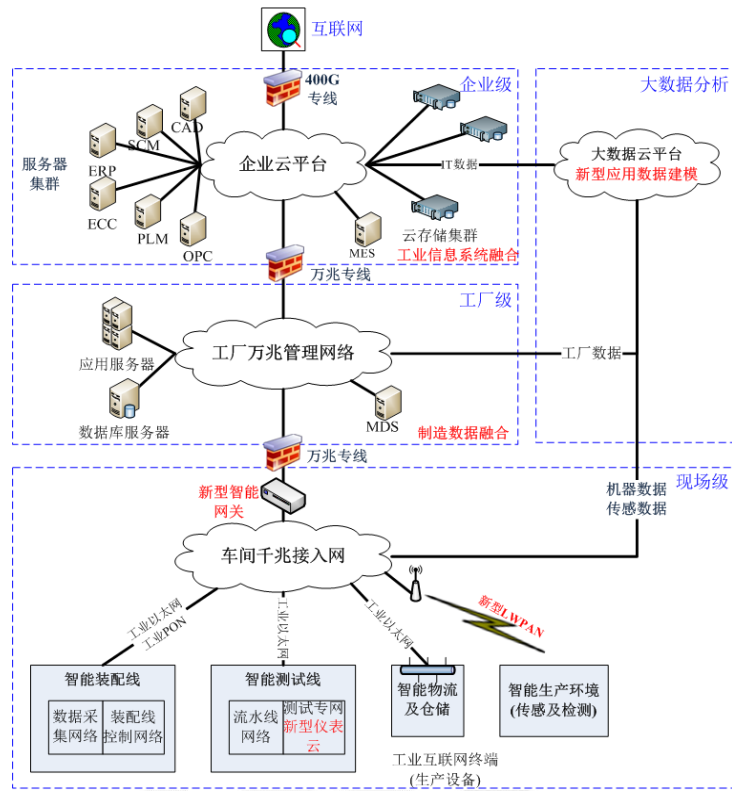 互联网
400G
专线
企业级
大数据分析
CAD
SCM
ERP
服务器
集群
ECC
PLM
OPC
企业云平台
IT数据
大数据云平台
新型应用数据建模
MES
云存储集群
工业信息系统融合
万兆专线
工厂级
应用服务器
工厂万兆管理网络
工厂数据
数据库服务器
MDS
制造数据融合
万兆专线
现场级
新型智能
网关
机器数据
传感数据
车间千兆接入网
工业以太网
工业PON
工业以太网
工业以太网
新型LWPAN
智能装配线
数据采
集网络
装配线
控制网络
智能测试线
流水线
网络
测试专网
新型仪表
云
智能物流
及仓储
智能生产环境
(传感及检测)
工业互联网终端
(生产设备)